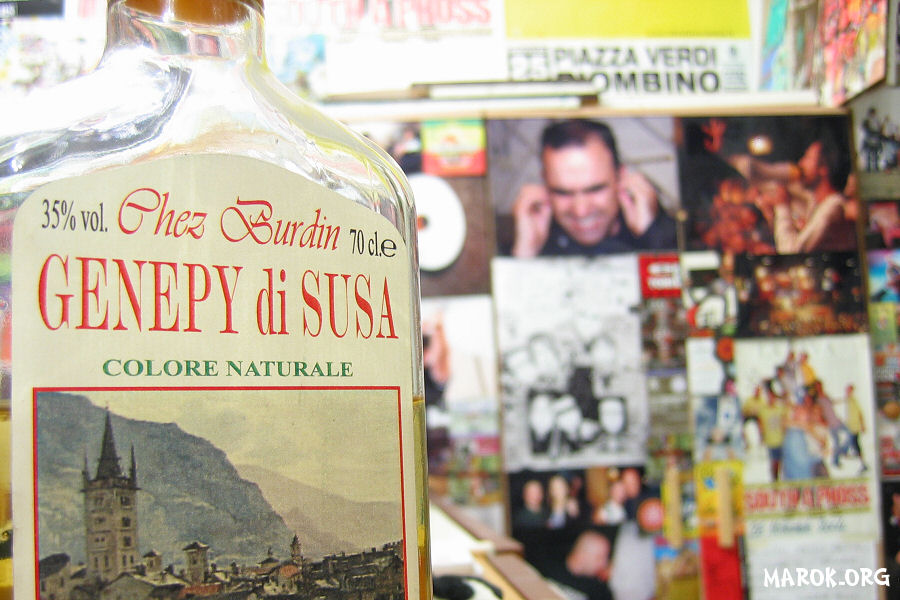 PIAZZA VERDI
PIOMBINO
35% vol. Chez Burdin 70 cl.e
GENEPY di SUSA
COLORE NATURALE
MAROK.ORG